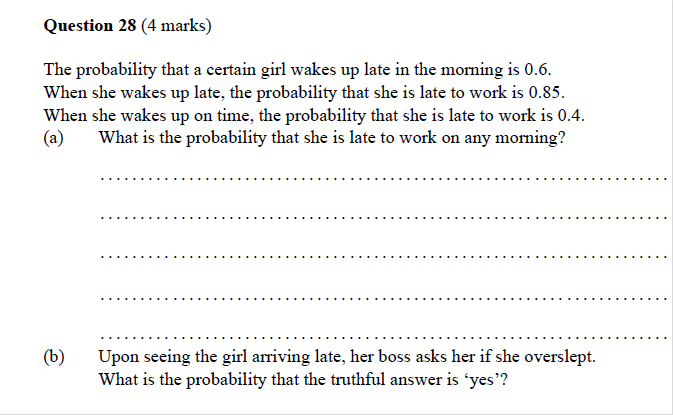 Question 28 (4 marks)
The probability that a certain girl wakes up late in the morning is 0.6.
When she wakes up late, the probability that she is late to work is 0.85.
When she wakes up on time, the probability that she is late to work is 0.4.
(a) What is the probability that she is late to work on any morning?
(b) Upon seeing the girl arriving late, her boss asks her if she overslept.
What is the probability that the truthful answer is ‘yes’?